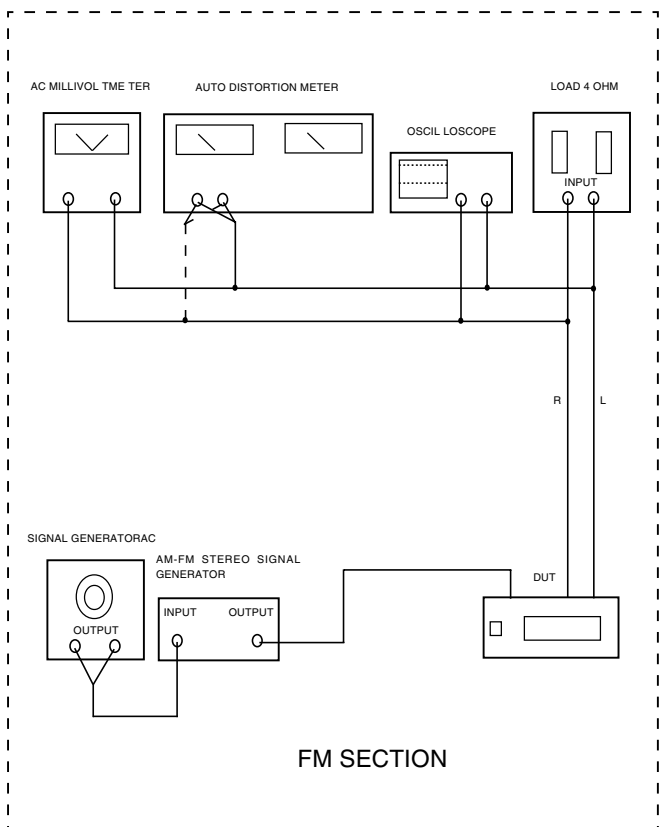 AC MILLIVOL TME TER
AUTO DISTORTION METER
LOAD 4 OHM
OSCIL LOSCOPE
INPUT
R
L
SIGNAL GENERATORAC
AM-FM STEREO SIGNAL
GENERATOR
DUT
INPUT
OUTPUT
OUTPUT
FM SECTION